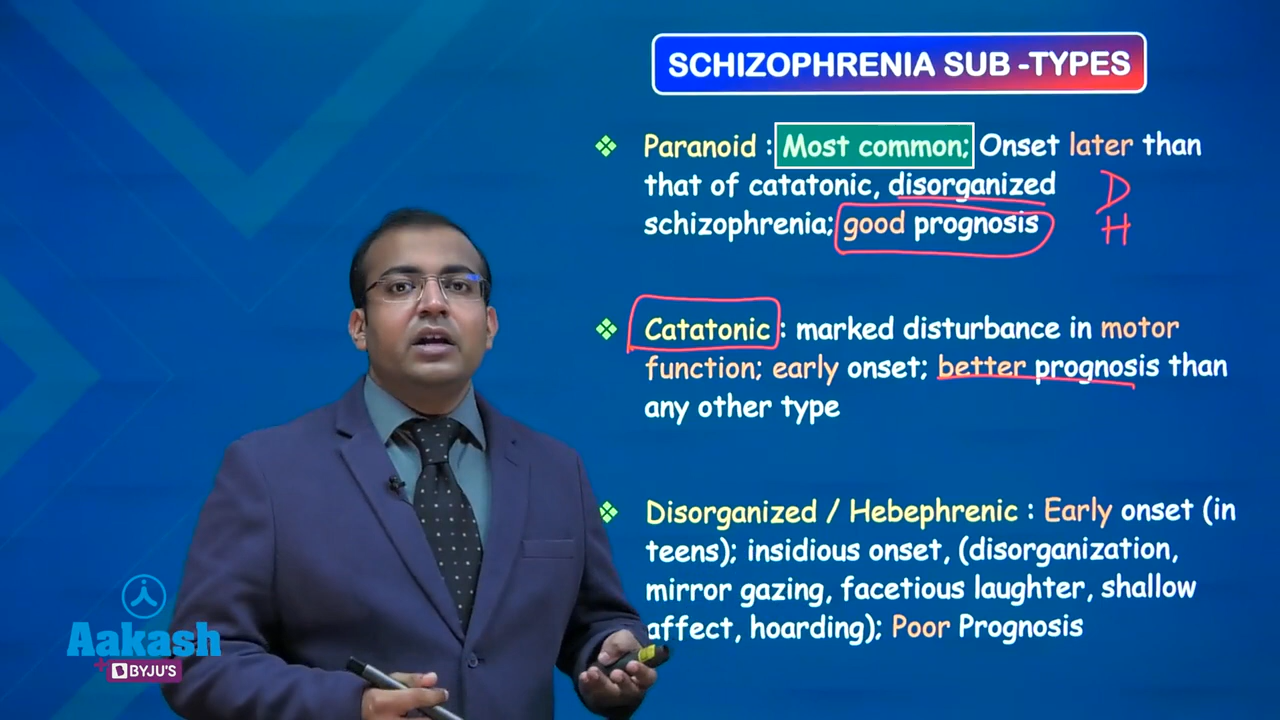 SCHIZOPHRENIA SUB -TYPES
Paranoid : Most common; Onset later than
that of catatonic, disorganized
schizophrenia; good prognosis
D
H
Catatonic : marked disturbance in motor
function; early onset; better prognosis than
any other type
Disorganized / Hebephrenic : Early onset (in
teens); insidious onset, (disorganization,
mirror gazing, facetious laughter, shallow
affect, hoarding); Poor Prognosis
Aakash
+ BYJU'S